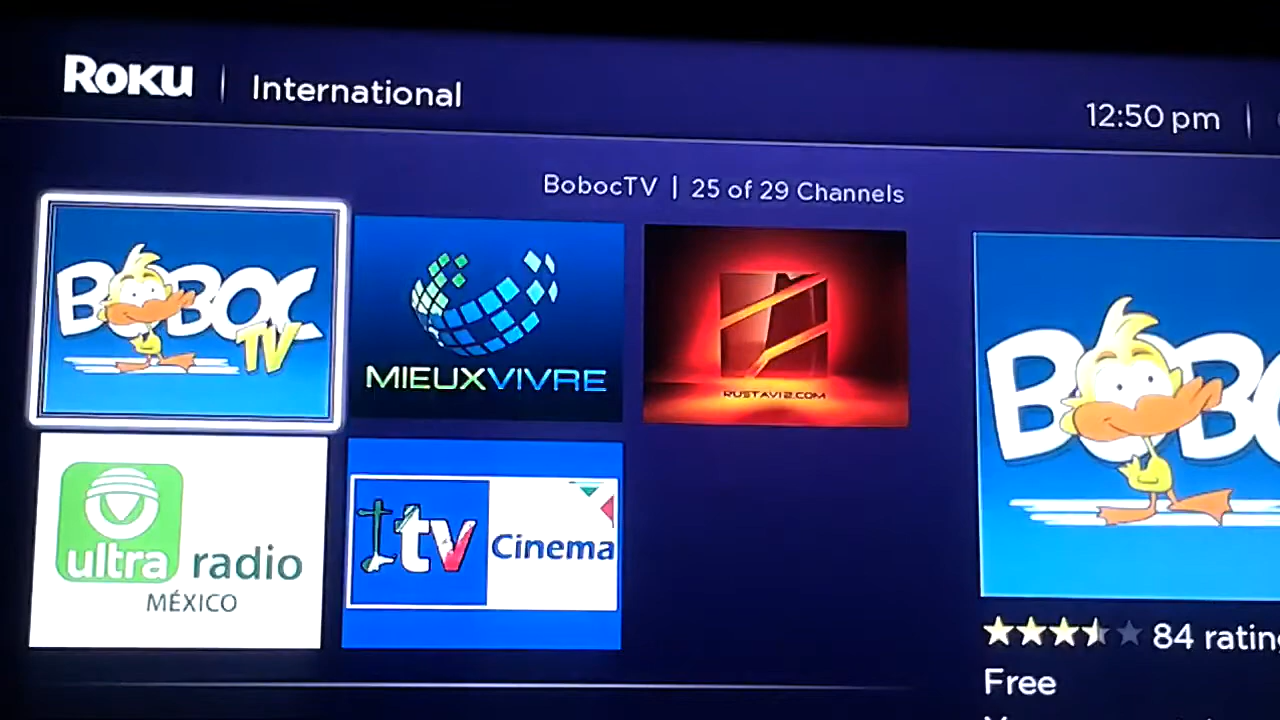 Roku | International
12:50 pm |
BobocTV | 25 of 29 Channels
BOBOC
TV
MIEUXVIVRE
RUSTAVI2.COM
BOBOC
ultra radio
MÉXICO
tv Cinema
84 rating
Free